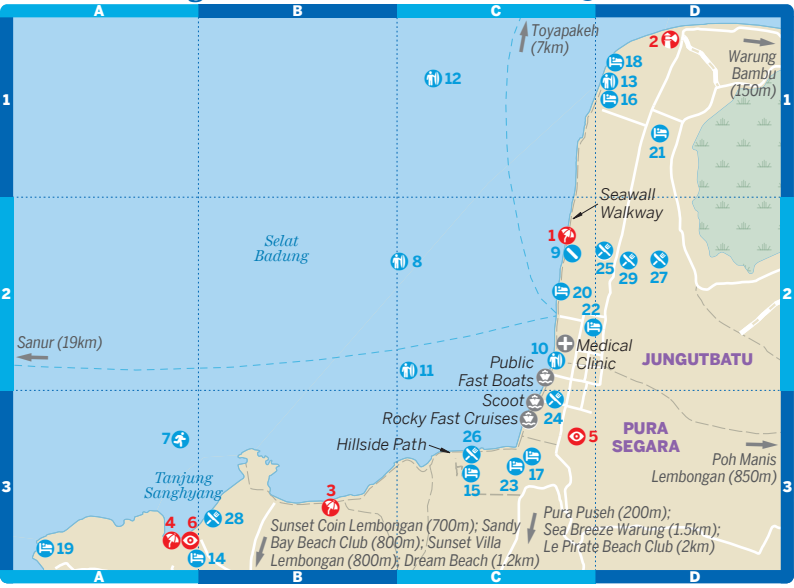 A
B
C
D
Toyapakeh
(7km)
2
Warung
Bambu
(150m)
18
12
13
1
16
1
21
Seawall
Walkway
1
Selat
Badung
9
8
25
29
27
2
20
2
22
Sanur (19km)
Medical
Clinic
10
JUNGUTBATU
Public
Fast Boats
11
Scoot
24
Rocky Fast Cruises
PURA
SEGARA
7
26
5
Hillside Path
Poh Manis
Lembongan (850m)
17
15
23
Tanjung
Sanghyang
3
3
3
4
6
28
Sunset Coin Lembongan (700m); Sandy
Bay Beach Club (800m); Sunset Villa
Lembongan (800m); Dream Beach (1.2km)
Pura Puseh (200m);
Sea Breeze Warung (1.5km);
Le Pirate Beach Club (2km)
19
14
A
B
C
D